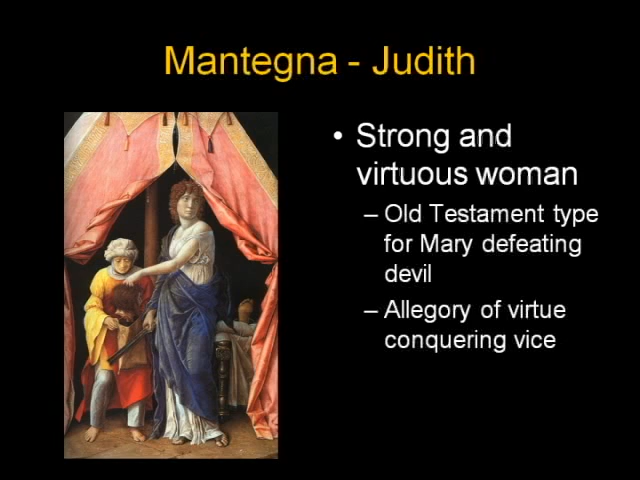 Mantegna - Judith
• Strong and
virtuous woman
– Old Testament type
for Mary defeating
devil
– Allegory of virtue
conquering vice